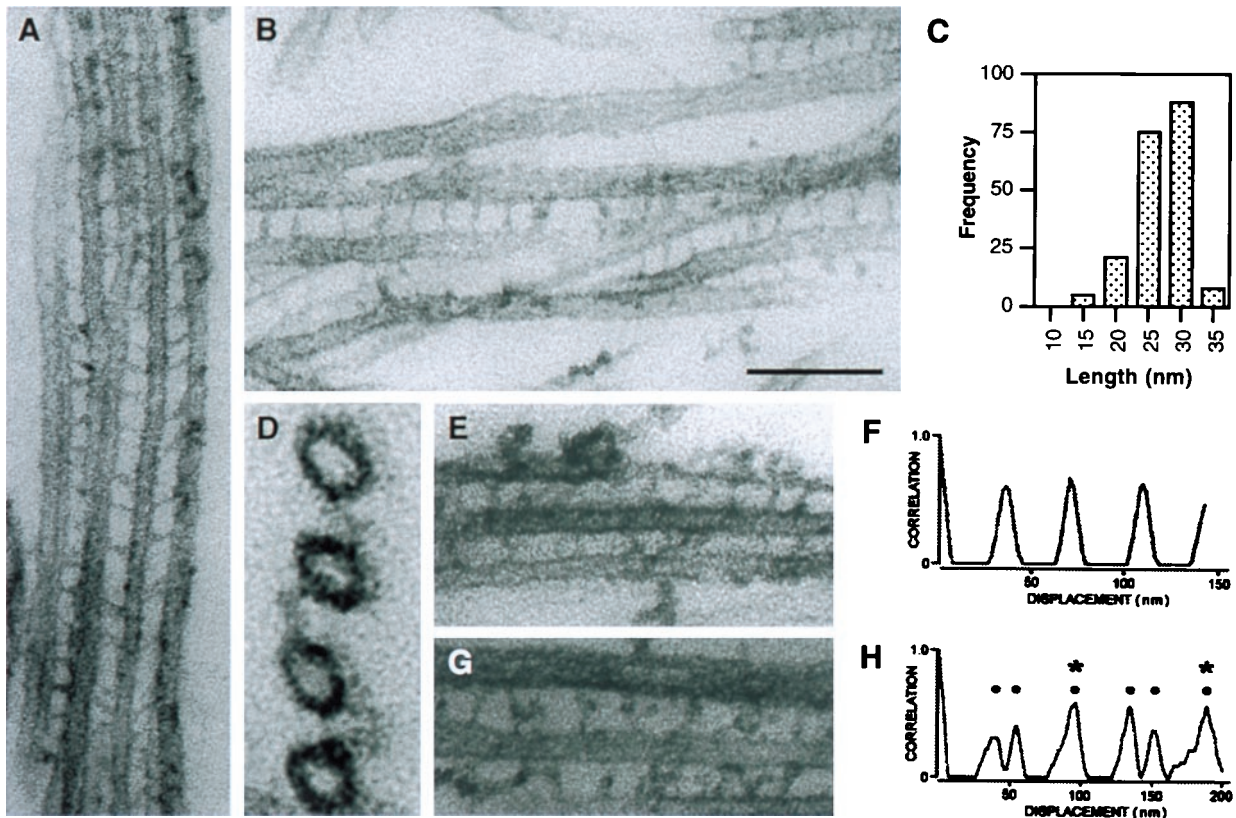 A
B
C
100
75
50
25
0
Frequency
10
15
20
25
30
35
Length (nm)
D
E
F
1.0
0
CORRELATION
50
100
150
DISPLACEMENT (nm)
G
H
1.0
0
CORRELATION
* *
50
100
150
200
DISPLACEMENT (nm)